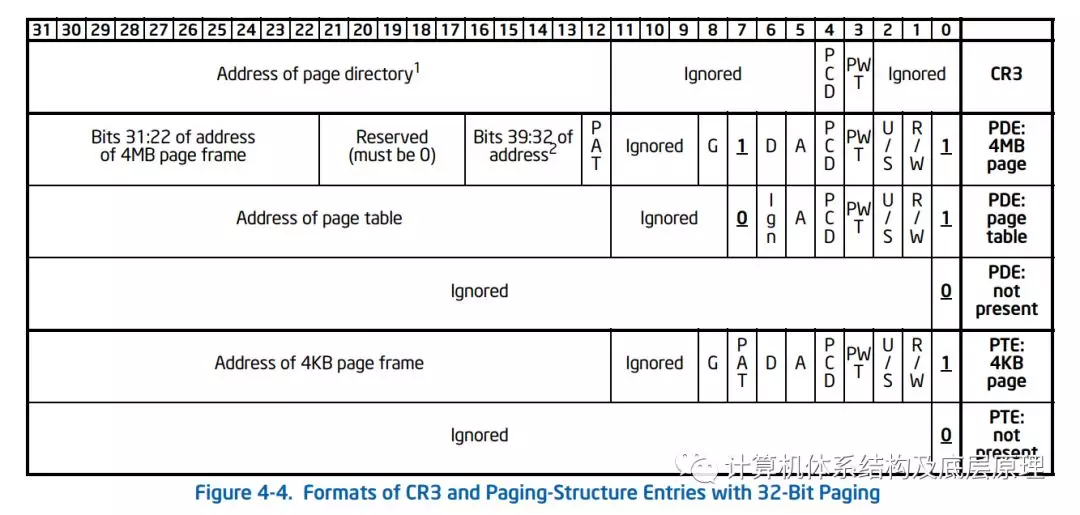 31 30 29 28 27 26 25 24 23 22 21 20 19 18 17 16 15 14 13 12 11 10 9 8 7 6 5 4 3 2 1 0
Address of page directory1 Ignored PCD PWT Ignored CR3
Bits 31:22 of address of 4MB page frame Reserved (must be 0) Bits 39:32 of address2 PAT Ignored G 1 D A PCD PWT U/S R/W 1 PDE: 4MB page
Address of page table Ignored 0 Ign A PCD PWT U/S R/W 1 PDE: page table
Ignored 0 PDE: not present
Address of 4KB page frame Ignored G PAT D A PCD PWT U/S R/W 1 PTE: 4KB page
Ignored 0 PTE: not present
计算机体系结构及底层原理
Figure 4-4. Formats of CR3 and Paging-Structure Entries with 32-Bit Paging